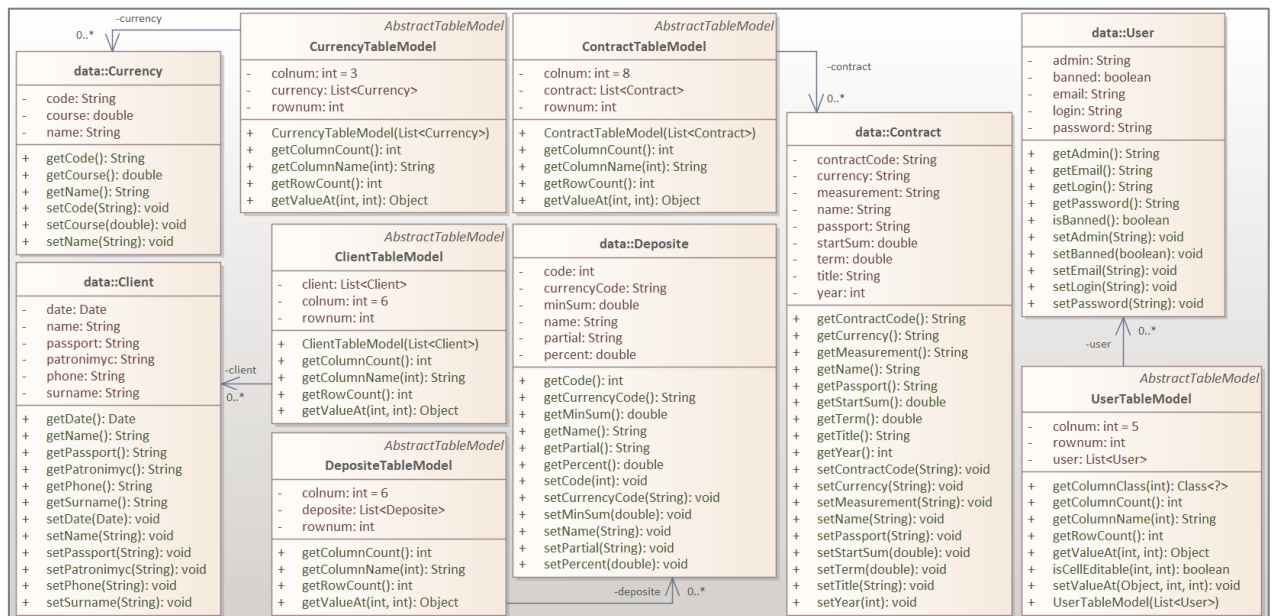 -currency
0..*
data::Currency
- code: String
- course: double
- name: String
+ getCode(): String
+ getCourse(): double
+ getName(): String
+ setCode(String): void
+ setCourse(double): void
+ setName(String): void
AbstractTableModel
CurrencyTableModel
- colnum: int = 3
- currency: List<Currency>
- rownum: int
+ CurrencyTableModel(List<Currency>)
+ getColumnCount(): int
+ getColumnName(int): String
+ getRowCount(): int
+ getValueAt(int, int): Object
AbstractTableModel
ContractTableModel
- colnum: int = 8
- contract: List<Contract>
- rownum: int
+ ContractTableModel(List<Contract>)
+ getColumnCount(): int
+ getColumnName(int): String
+ getRowCount(): int
+ getValueAt(int, int): Object
-contract
0..*
data::User
- admin: String
- banned: boolean
- email: String
- login: String
- password: String
+ getAdmin(): String
+ getEmail(): String
+ getLogin(): String
+ getPassword(): String
+ isBanned(): boolean
+ setAdmin(String): void
+ setBanned(boolean): void
+ setEmail(String): void
+ setLogin(String): void
+ setPassword(String): void
data::Client
- date: Date
- name: String
- passport: String
- patronimyc: String
- phone: String
- surname: String
+ getDate(): Date
+ getName(): String
+ getPassport(): String
+ getPatronimyc(): String
+ getPhone(): String
+ getSurname(): String
+ setDate(Date): void
+ setName(String): void
+ setPassport(String): void
+ setPatronimyc(String): void
+ setPhone(String): void
+ setSurname(String): void
-client
0..*
AbstractTableModel
ClientTableModel
- client: List<Client>
- colnum: int = 6
- rownum: int
+ ClientTableModel(List<Client>)
+ getColumnCount(): int
+ getColumnName(int): String
+ getRowCount(): int
+ getValueAt(int, int): Object
AbstractTableModel
DepositeTableModel
- colnum: int = 6
- deposite: List<Deposite>
- rownum: int
+ getColumnCount(): int
+ getColumnName(int): String
+ getRowCount(): int
+ getValueAt(int, int): Object
data::Deposite
- code: int
- currencyCode: String
- minSum: double
- name: String
- partial: String
- percent: double
+ getCode(): int
+ getCurrencyCode(): String
+ getMinSum(): double
+ getName(): String
+ getPartial(): String
+ getPercent(): double
+ setCode(int): void
+ setCurrencyCode(String): void
+ setMinSum(double): void
+ setName(String): void
+ setPartial(String): void
+ setPercent(double): void
-deposite
0..*
data::Contract
- contractCode: String
- currency: String
- measurement: String
- name: String
- passport: String
- startSum: double
- term: double
- title: String
- year: int
+ getContractCode(): String
+ getCurrency(): String
+ getMeasurement(): String
+ getName(): String
+ getPassport(): String
+ getStartSum(): double
+ getTerm(): double
+ getTitle(): String
+ getYear(): int
+ setContractCode(String): void
+ setCurrency(String): void
+ setMeasurement(String): void
+ setName(String): void
+ setPassport(String): void
+ setStartSum(double): void
+ setTerm(double): void
+ setTitle(String): void
+ setYear(int): void
0..*
-user
AbstractTableModel
UserTableModel
- colnum: int = 5
- rownum: int
- user: List<User>
+ getColumnClass(int): Class<?>
+ getColumnCount(): int
+ getColumnName(int): String
+ getRowCount(): int
+ getValueAt(int, int): Object
+ isCellEditable(int, int): boolean
+ setValueAt(Object, int, int): void
+ UserTableModel(List<User>)